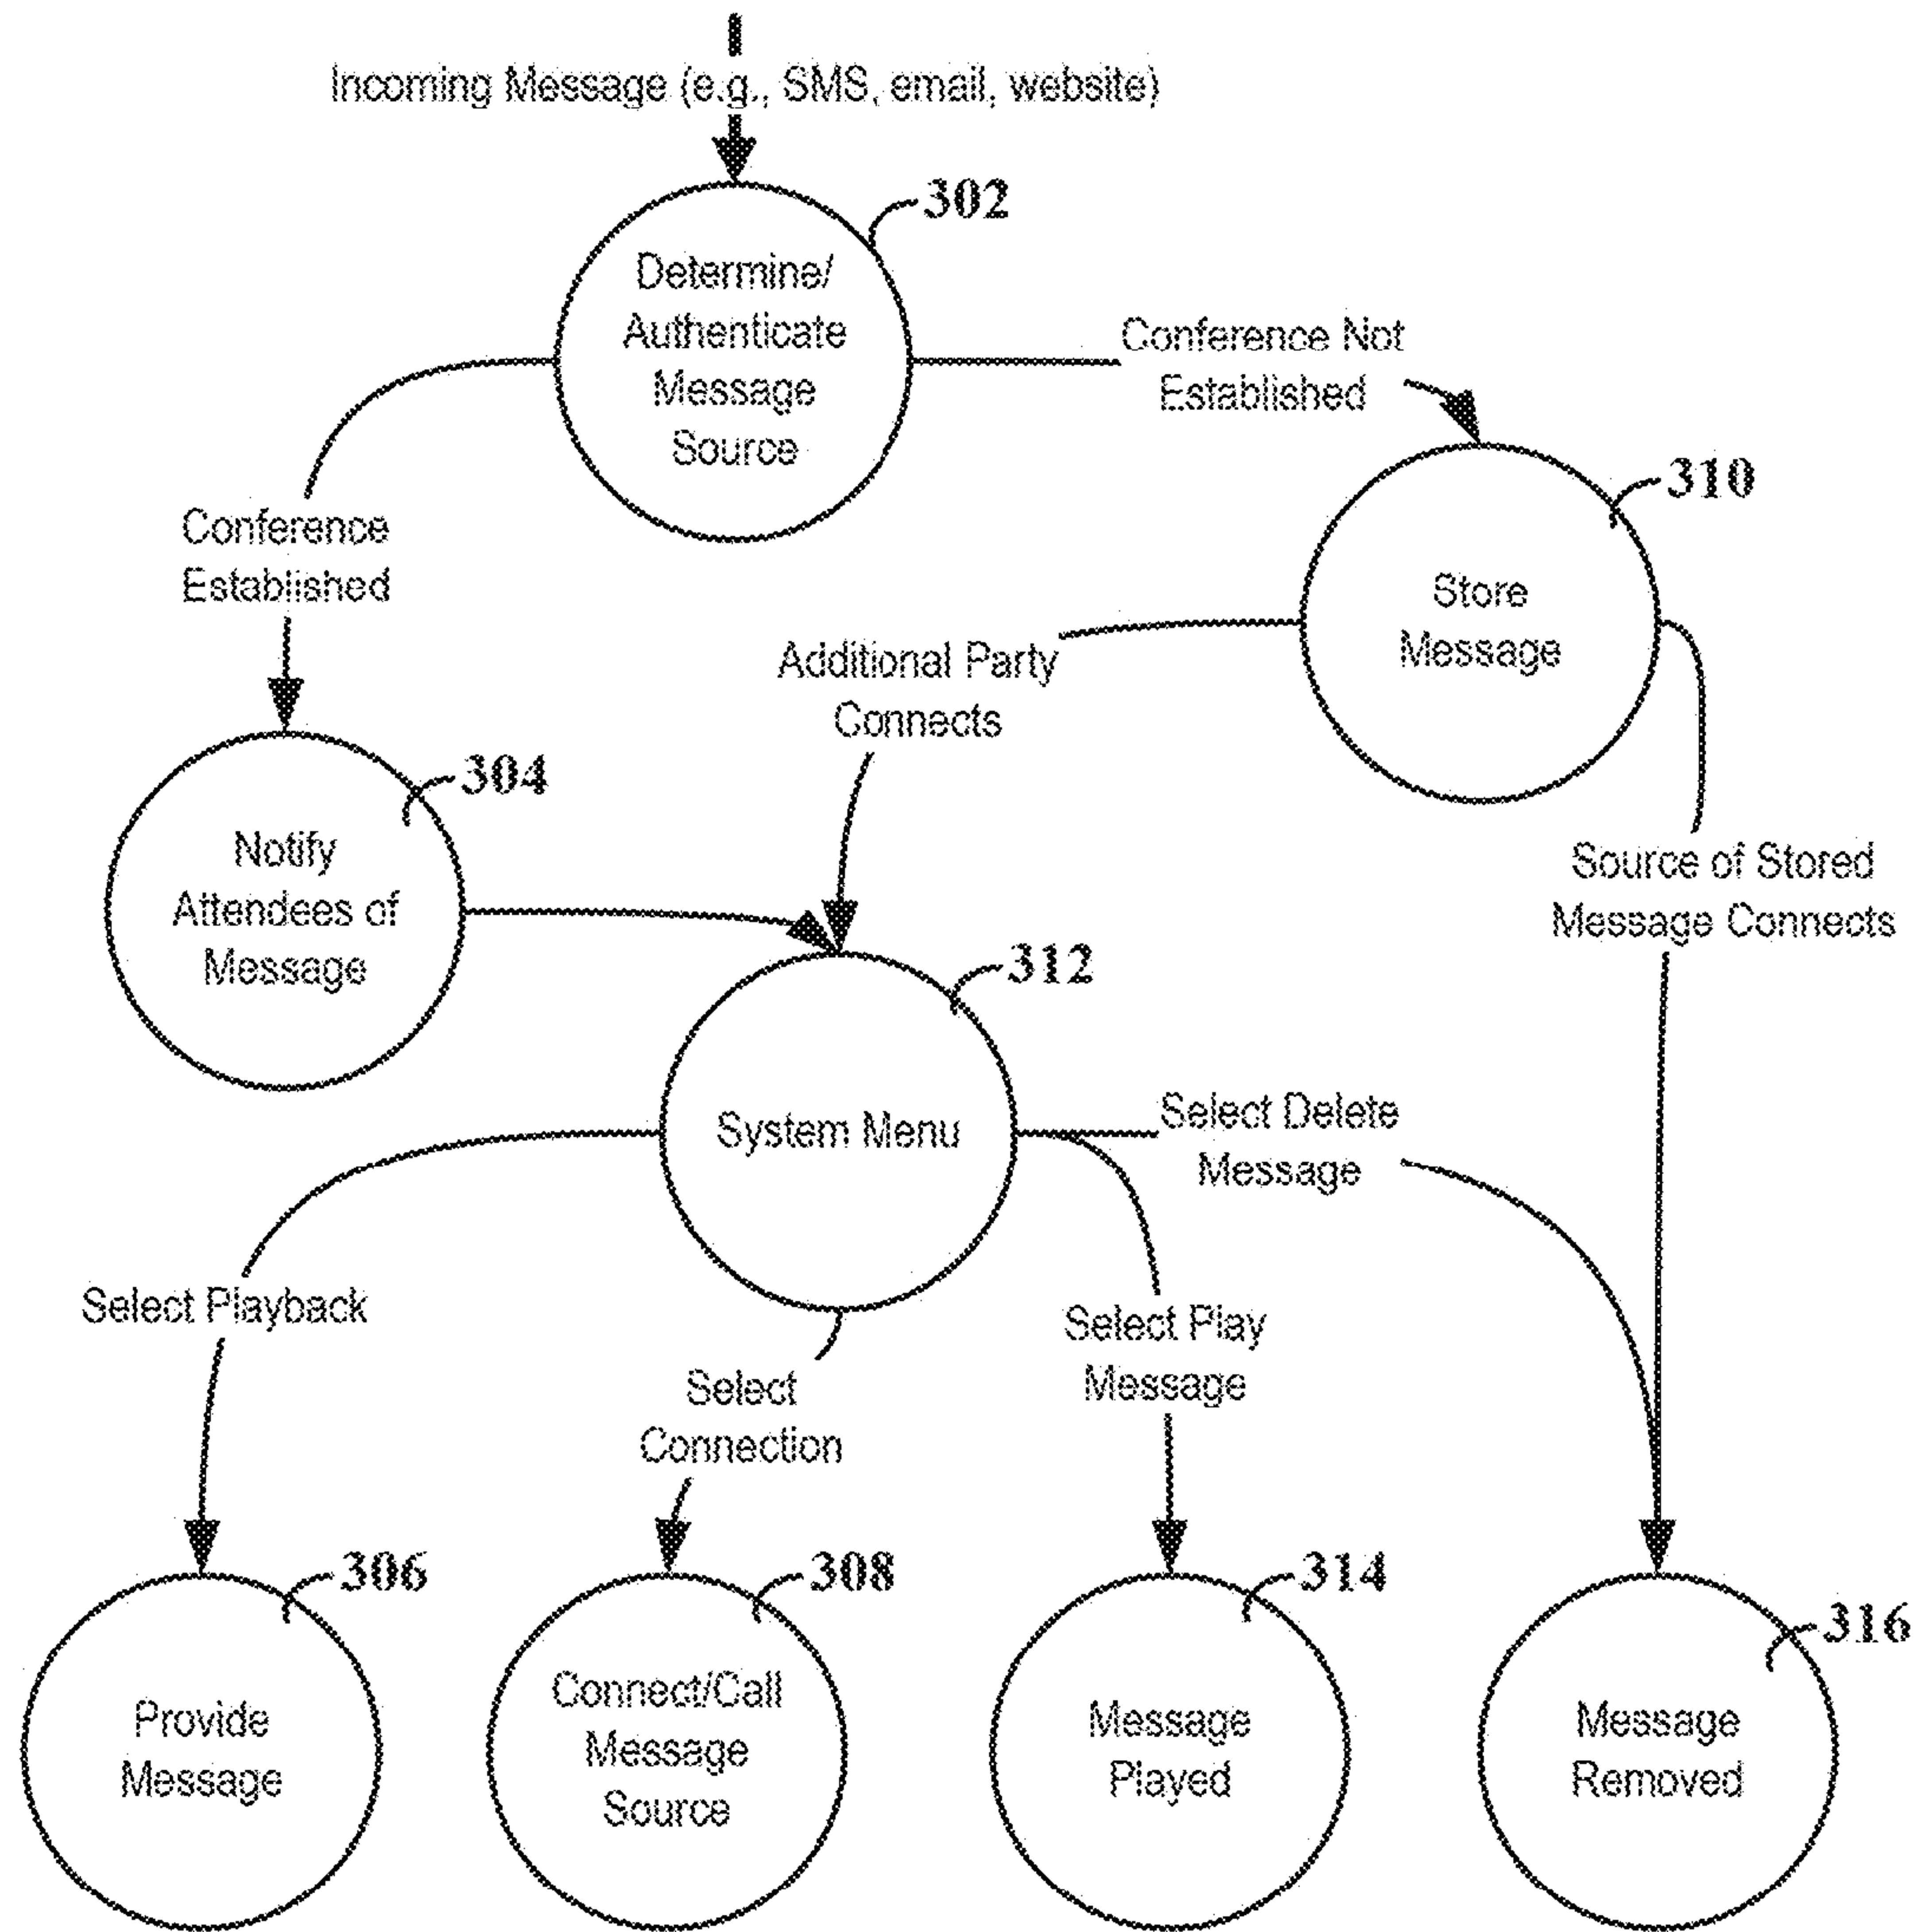 Incoming Message (e.g., SMS, email, website)
302
Determine/
Authenticate
Message
Source
Conference Not
Established
310
Conference
Established
Store
Message
Additional Party
Connects
304
Notify
Attendees of
Message
Source of Stored
Message Connects
312
System Menu
Select Delete
Message
Select Playback
Select Play
Message
Select
Connection
306
308
314
316
Provide
Message
Connect/Call
Message
Source
Message
Played
Message
Removed